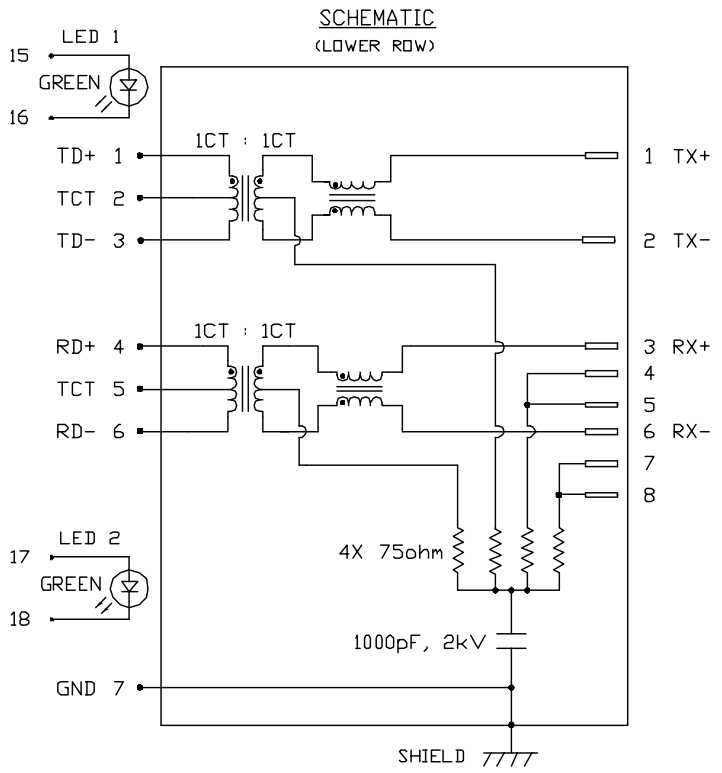 SCHEMATIC
(LOWER ROW)
LED 1
15
GREEN
16
1CT : 1CT
TD+ 1
1 TX+
TCT 2
TD- 3
2 TX-
1CT : 1CT
RD+ 4
3 RX+
4
TCT 5
5
RD- 6
6 RX-
7
8
LED 2
17
4X 75ohm
GREEN
18
1000pF, 2kV
GND 7
SHIELD